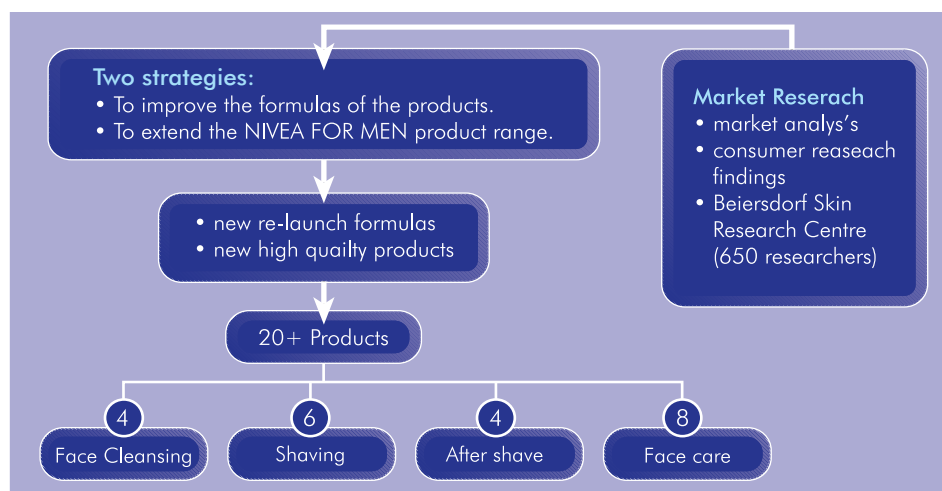 Two strategies:
• To improve the formulas of the products.
• To extend the NIVEA FOR MEN product range.
Market Reserach
• market analys's
• consumer reaseach
findings
• Beiersdorf Skin
Research Centre
(650 researchers)
• new re-launch formulas
• new high quailty products
20+ Products
4
Face Cleansing
6
Shaving
4
After shave
8
Face care